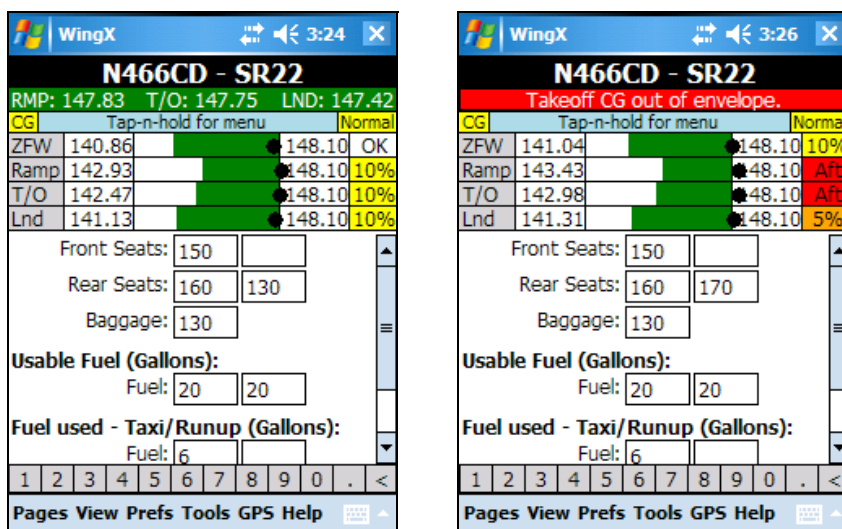 WingX 3:24
N466CD - SR22
RMP: 147.83 T/O: 147.75 LND: 147.42
CG Tap-n-hold for menu Normal
ZFW 140.86 148.10 OK
Ramp 142.93 148.10 10%
T/O 142.47 148.10 10%
Lnd 141.13 148.10 10%
Front Seats: 150
Rear Seats: 160 130
Baggage: 130
Usable Fuel (Gallons):
Fuel: 20 20
Fuel used - Taxi/Runup (Gallons):
Fuel: 6
1 2 3 4 5 6 7 8 9 0 . <
Pages View Prefs Tools GPS Help
WingX 3:26
N466CD - SR22
Takeoff CG out of envelope.
CG Tap-n-hold for menu Normal
ZFW 141.04 148.10 10%
Ramp 143.43 148.10 Aft
T/O 142.98 148.10 Aft
Lnd 141.31 148.10 5%
Front Seats: 150
Rear Seats: 160 170
Baggage: 130
Usable Fuel (Gallons):
Fuel: 20 20
Fuel used - Taxi/Runup (Gallons):
Fuel: 6
1 2 3 4 5 6 7 8 9 0 . <
Pages View Prefs Tools GPS Help